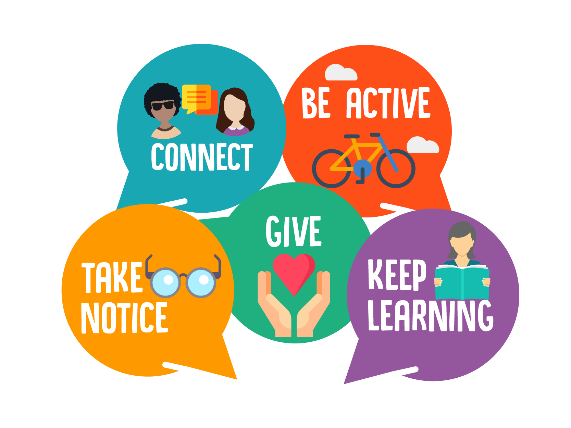 CONNECT
BE ACTIVE
TAKE
NOTICE
GIVE
KEEP
LEARNING